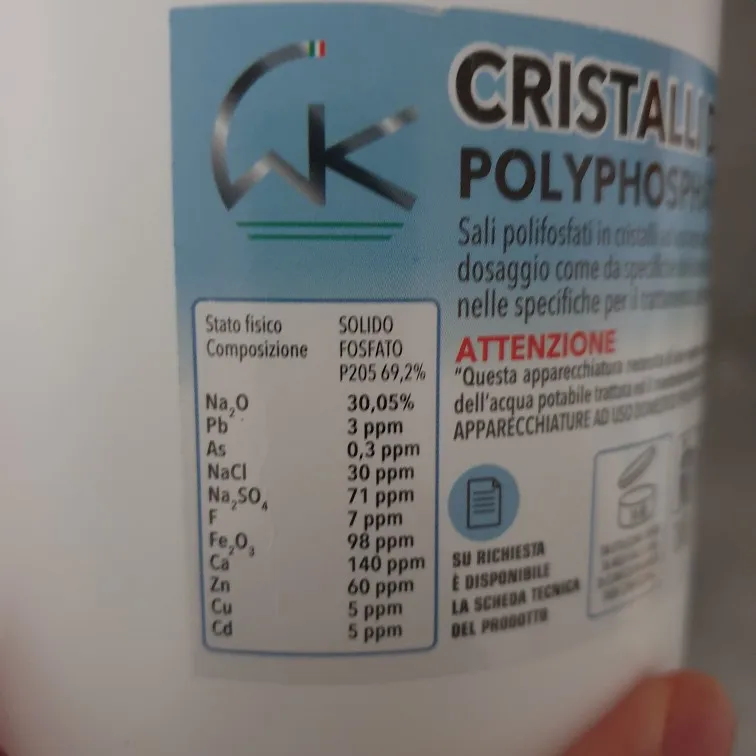 CRISTALLI
POLYPHOSPHA
Sali polifosfati in cristalli
dosaggio come da
nelle specifiche per il trattamento
ATTENZIONE
"Questa apparecchiatura
dell'acqua potabile trattata
APPARECCHIATURE AD USO
Stato fisico SOLIDO
Composizione FOSFATO
P205 69,2%
Na₂O 30,05%
Pb 3 ppm
As 0,3 ppm
NaCl 30 ppm
Na₂SO₄ 71 ppm
F 7 ppm
Fe₂O₃ 98 ppm
Ca 140 ppm
Zn 60 ppm
Cu 5 ppm
Cd 5 ppm
SU RICHIESTA
È DISPONIBILE
LA SCHEDA TECNICA
DEL PRODOTTO